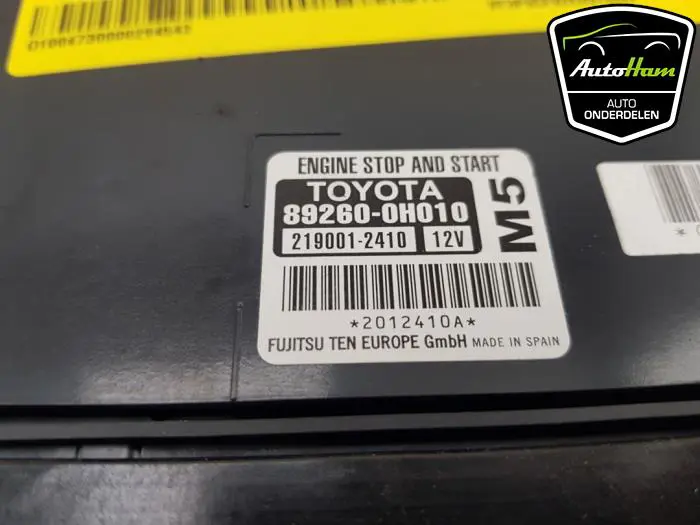 AutoHam
AUTO
ONDERDELEN
ENGINE STOP AND START
TOYOTA
89260-0H010
219001-2410 12V
M5
*2012410A*
FUJITSU TEN EUROPE GmbH MADE IN SPAIN
*